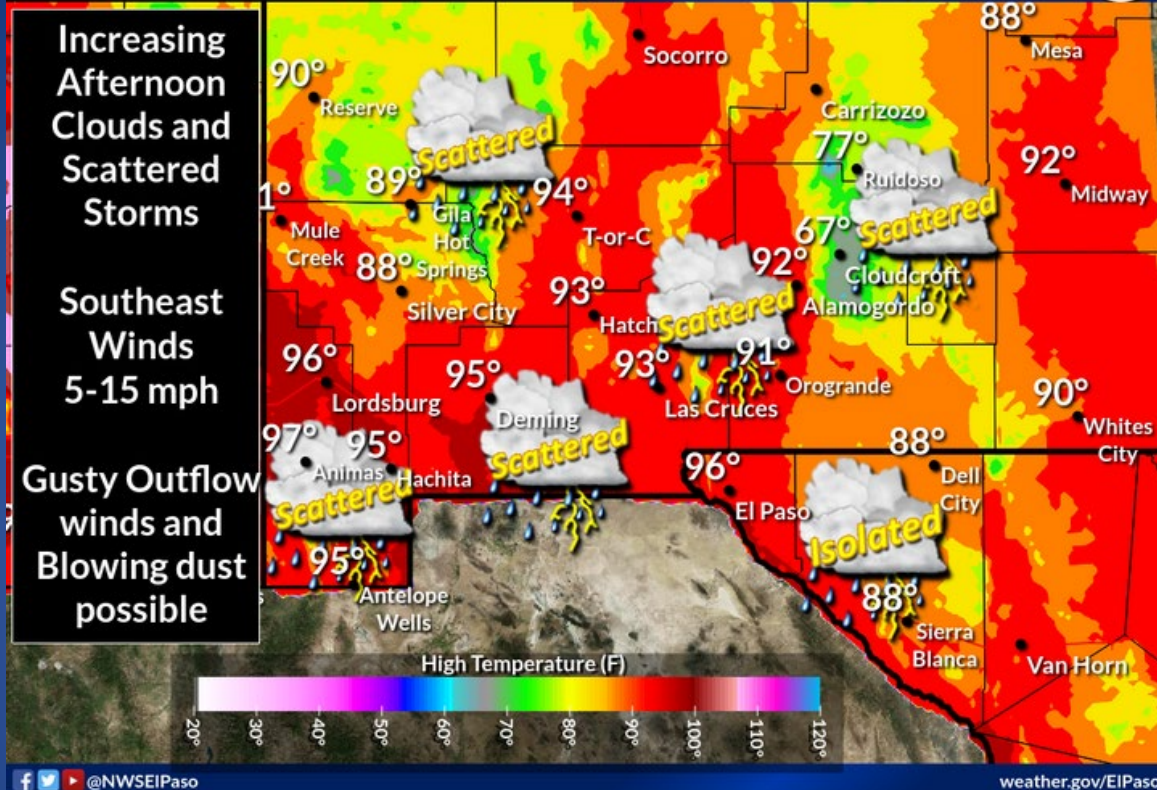 Increasing
Afternoon
Clouds and
Scattered
Storms
Southeast
Winds
5-15 mph
Gusty Outflow
winds and
Blowing dust
possible
88°
Mesa
Socorro
90°
Reserve
Scattered
Carrizozo
77°
Ruidoso
Scattered
92°
Midway
89°
Gila
Hot
Springs
94°
T-or-C
1°
Mule
Creek
67°
Cloudcroft
88°
Silver City
93°
Hatch
Scattered
92°
Alamogordo
96°
Lordsburg
95°
Deming
Scattered
93°
Las Cruces
91°
Orogrande
90°
Whites
City
97°
Animas
Scattered
95°
Hachita
96°
El Paso
88°
Dell
City
Isolated
95°
Antelope
Wells
88°
Sierra
Blanca
Van Horn
High Temperature (F)
20°
30°
40°
50°
60°
70°
80°
90°
100°
110°
120°
@NWSElPaso
weather.gov/ElPaso